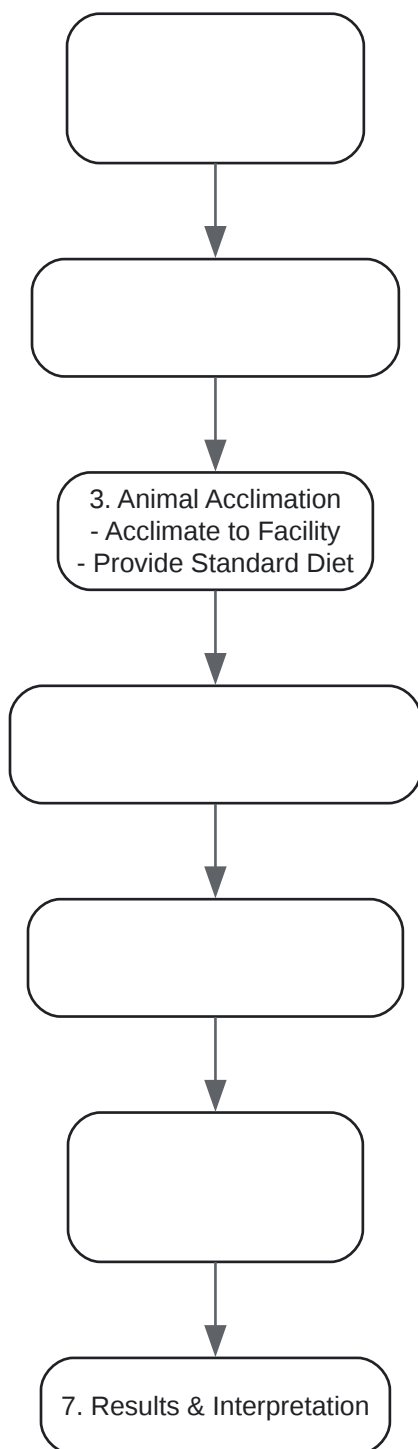 3. Animal Acclimation
- Acclimate to Facility
- Provide Standard Diet
7. Results & Interpretation